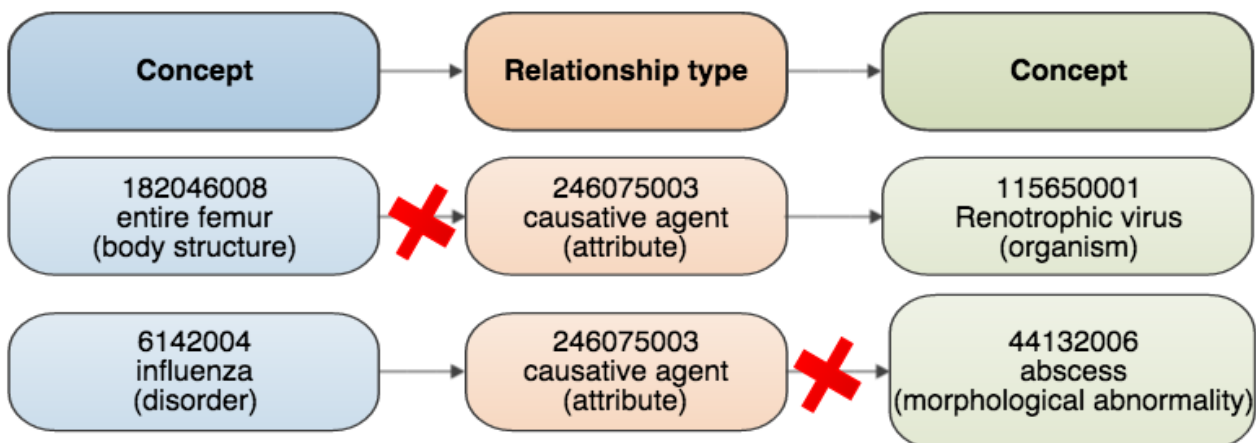 Concept
Relationship type
Concept
182046008
entire femur
(body structure)
246075003
causative agent
(attribute)
115650001
Renotrophic virus
(organism)
6142004
influenza
(disorder)
246075003
causative agent
(attribute)
44132006
abscess
(morphological abnormality)